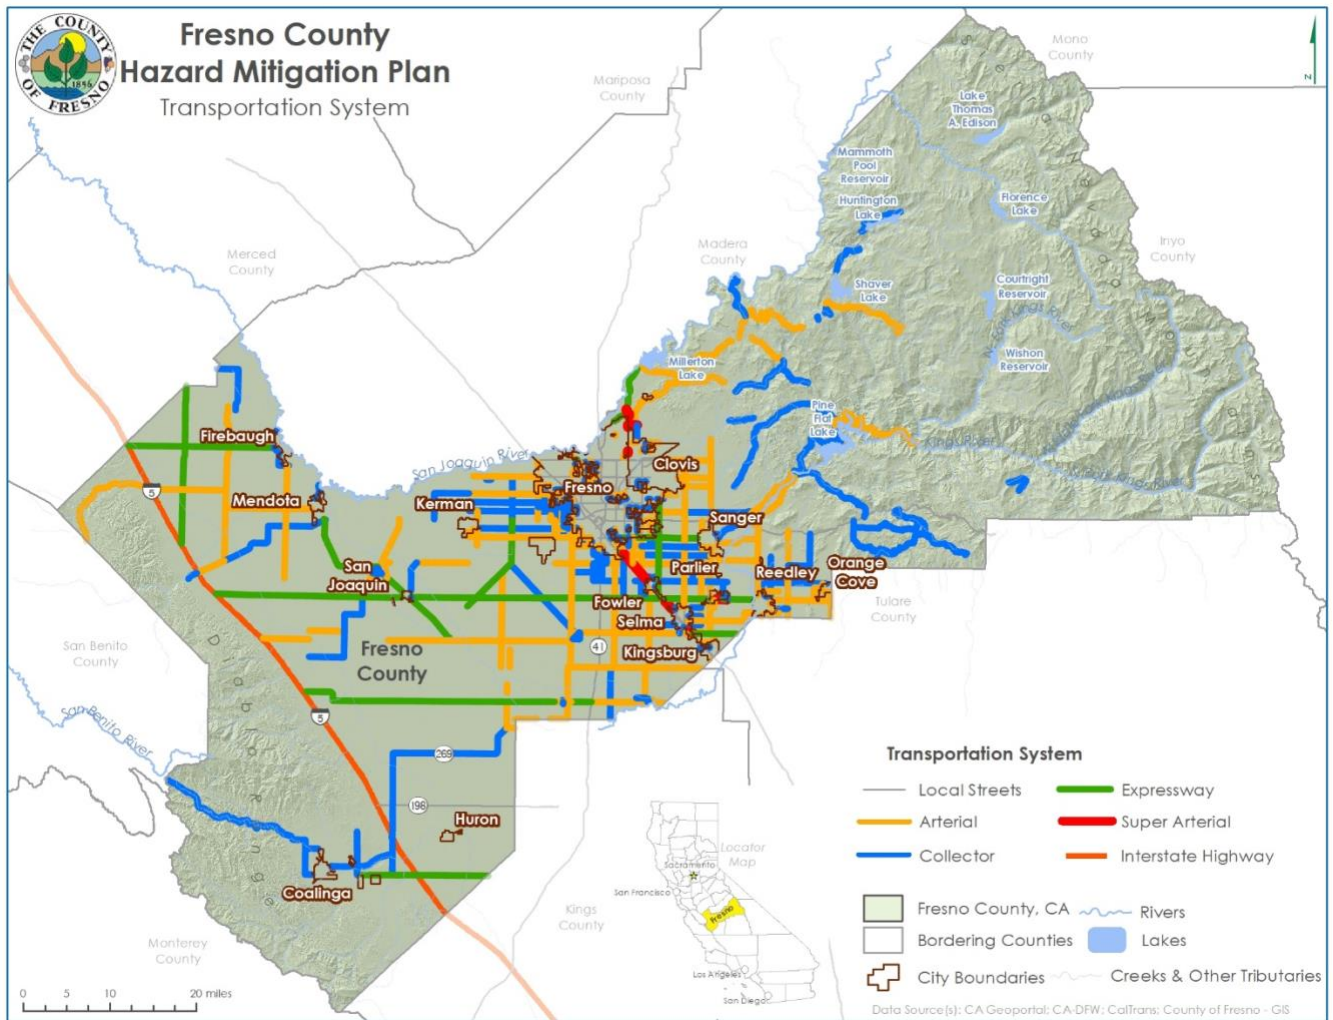 THE COUNTY
OF FRESNO
1856
Fresno County
Hazard Mitigation Plan
Transportation System
N
Mono
County
Mariposa
County
Lake
Thomas
A. Edison
Mammoth
Pool
Reservoir
Huntington
Lake
Florence
Lake
Merced
County
Madera
County
Inyo
County
Shaver
Lake
Courtright
Reservoir
Wishon
Reservoir
Millerton
Lake
Pine
Flat
Lake
Kings River
Firebaugh
San Joaquin River
Clovis
5
Mendota
Kerman
Fresno
Sanger
San
Joaquin
Parlier
Reedley
Orange
Cove
Fowler
Selma
Tulare
County
San Benito
County
Fresno
County
41
Kingsburg
San Benito River
5
269
198
Huron
Coalinga
Monterey
County
Kings
County
Transportation System
Local Streets
Expressway
Arterial
Super Arterial
Collector
Interstate Highway
Fresno County, CA
Rivers
Bordering Counties
Lakes
City Boundaries
Creeks & Other Tributaries
Locator
Map
Sacramento
San Francisco
Fresno
Los Angeles
San Diego
0 5 10 20 miles
Data Source(s): CA Geoportal; CA-DFW; CalTrans; County of Fresno - GIS